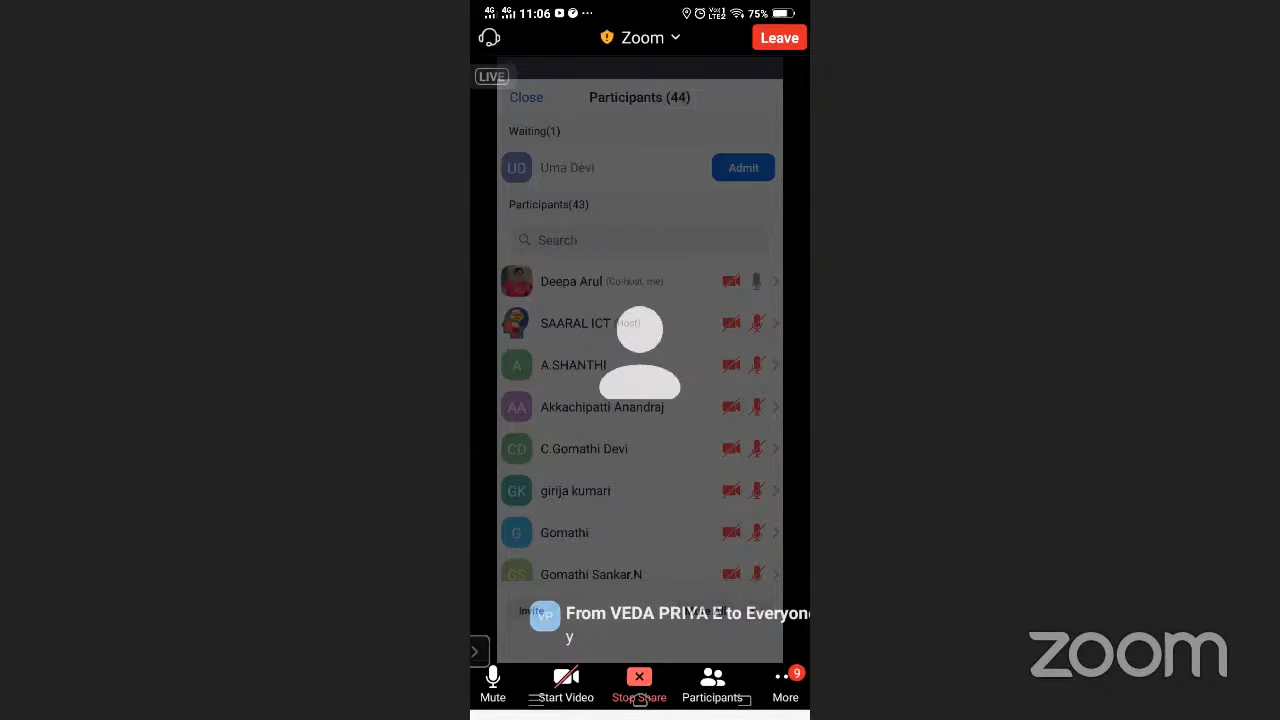 4G 4G 11:06 ... 75%
Zoom
Leave
LIVE
Close Participants (44)
Waiting(1)
UD Uma Devi Admit
Participants(43)
Search
Deepa Arul (Co-host, me)
SAARAL ICT (Host)
A A.SHANTHI
AA Akkachipatti Anandraj
CD C.Gomathi Devi
GK girija kumari
G Gomathi
GS Gomathi Sankar.N
Invite
VP From VEDA PRIYA E to Everyone
y
zoom
9
Mute Start Video Stop Share Participants More